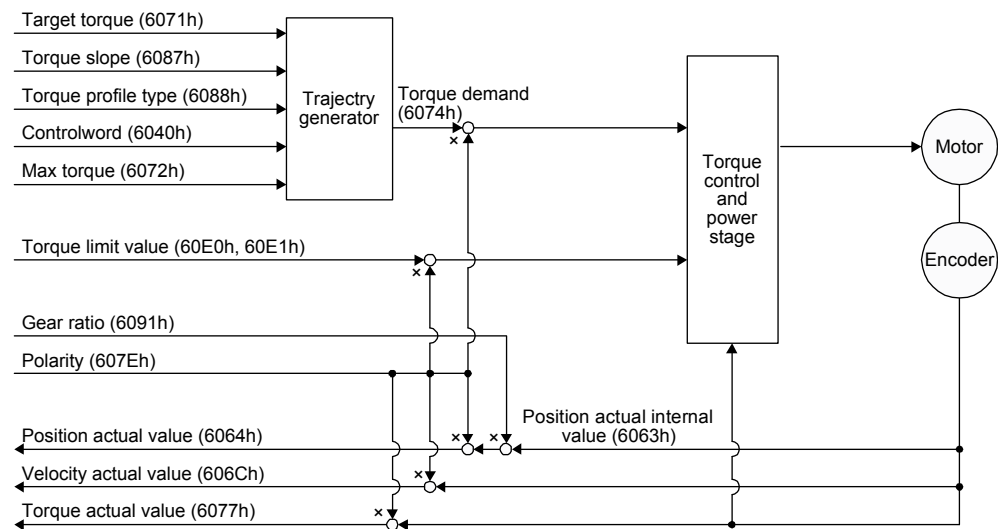 Target torque (6071h)
Torque slope (6087h)
Torque profile type (6088h)
Controlword (6040h)
Max torque (6072h)
Trajectry
generator
Torque demand
(6074h)
×
Torque
control
and
power
stage
Motor
Encoder
Torque limit value (60E0h, 60E1h)
×
Gear ratio (6091h)
Polarity (607Eh)
Position actual internal
value (6063h)
Position actual value (6064h)
×
×
Velocity actual value (606Ch)
×
Torque actual value (6077h)
×